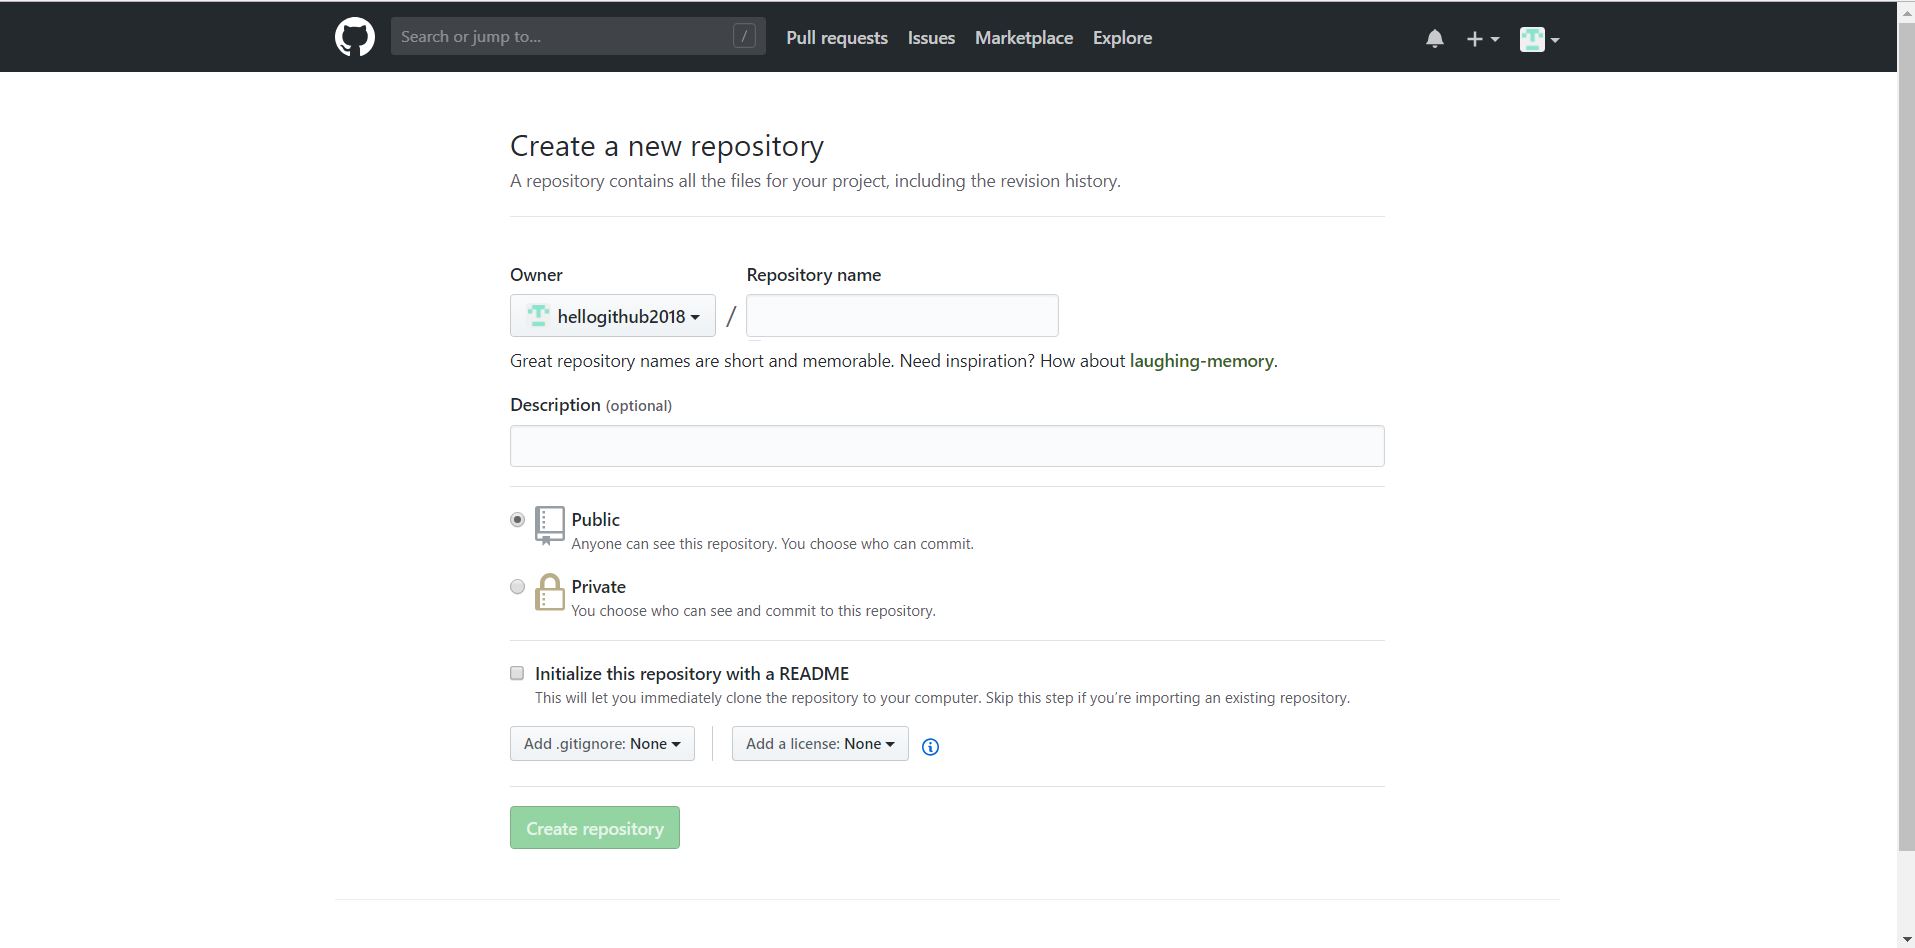 Search or jump to... / Pull requests Issues Marketplace Explore
Create a new repository
A repository contains all the files for your project, including the revision history.
Owner Repository name
hellogithub2018 /
Great repository names are short and memorable. Need inspiration? How about laughing-memory.
Description (optional)
Public
Anyone can see this repository. You choose who can commit.
Private
You choose who can see and commit to this repository.
Initialize this repository with a README
This will let you immediately clone the repository to your computer. Skip this step if you’re importing an existing repository.
Add .gitignore: None Add a license: None
Create repository